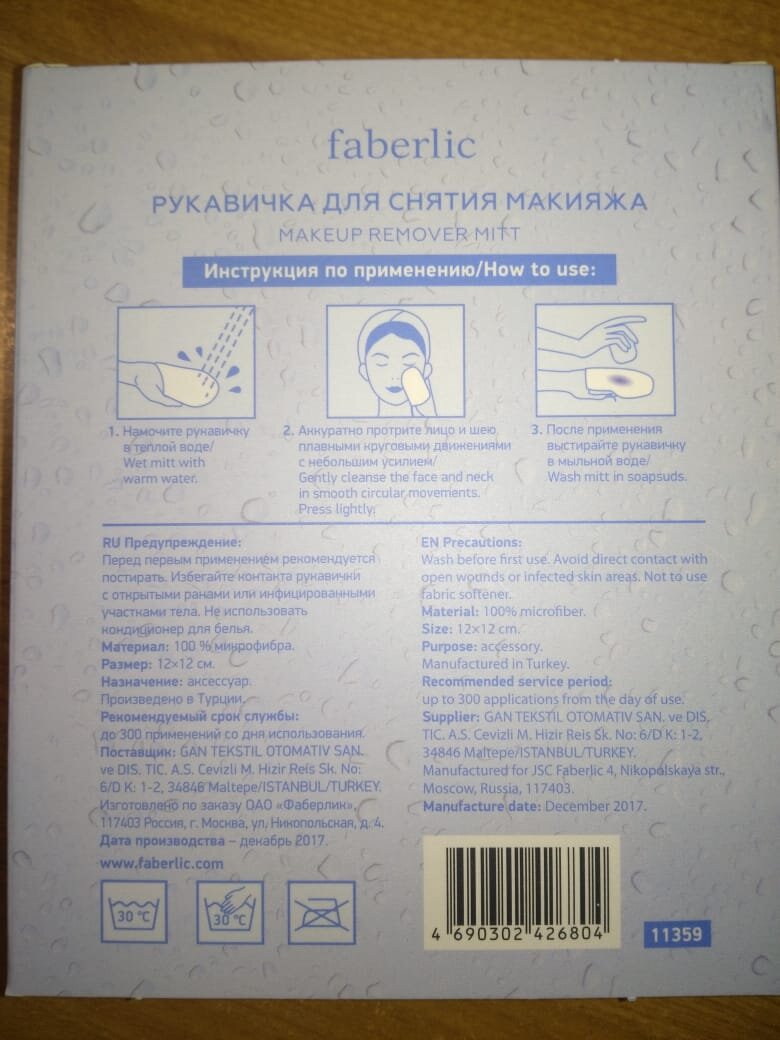 faberlic
РУКАВИЧКА ДЛЯ СНЯТИЯ МАКИЯЖА
MAKEUP REMOVER MITT
Инструкция по применению/How to use:
1. Намочите рукавичку
в теплой воде/
Wet mitt with
warm water.
2. Аккуратно протрите лицо и шею
плавными круговыми движениями
с небольшим усилием/
Gently cleanse the face and neck
in smooth circular movements.
Press lightly.
3. После применения
выстирайте рукавичку
в мыльной воде/
Wash mitt in soapsuds.
RU Предупреждение:
Перед первым применением рекомендуется
постирать. Избегайте контакта рукавички
с открытыми ранами или инфицированными
участками тела. Не использовать
кондиционер для белья.
Материал: 100 % микрофибра.
Размер: 12×12 см.
Назначение: аксессуар.
Произведено в Турции.
Рекомендуемый срок службы:
до 300 применений со дня использования.
Поставщик: GAN TEKSTIL OTOMATIV SAN.
ve DIS. TIC. A.S. Cevizli M. Hizir Reis Sk. No:
6/D K: 1-2, 34846 Maltepe/ISTANBUL/TURKEY.
Изготовлено по заказу ОАО «Фаберлик»,
117403 Россия, г. Москва, ул, Никопольская, д. 4.
Дата производства – декабрь 2017.
www.faberlic.com
30 °C
30 °C
EN Precautions:
Wash before first use. Avoid direct contact with
open wounds or infected skin areas. Not to use
fabric softener.
Material: 100% microfiber.
Size: 12×12 cm.
Purpose: accessory.
Manufactured in Turkey.
Recommended service period:
up to 300 applications from the day of use.
Supplier: GAN TEKSTIL OTOMATIV SAN. ve DIS.
TIC. A.S. Cevizli M. Hizir Reis Sk. No: 6/D K: 1-2,
34846 Maltepe/ISTANBUL/TURKEY.
Manufactured for JSC Faberlic 4, Nikopolskaya str.,
Moscow, Russia, 117403.
Manufacture date: December 2017.
4 690302 426804
11359